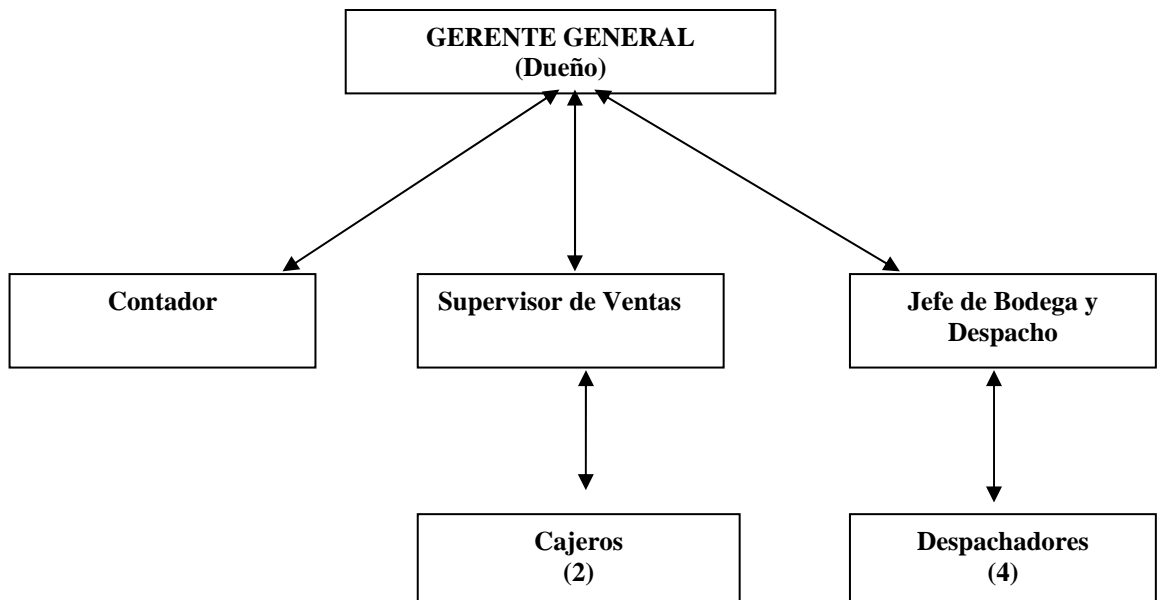 GERENTE GENERAL
(Dueño)
Contador
Supervisor de Ventas
Jefe de Bodega y
Despacho
Cajeros
(2)
Despachadores
(4)